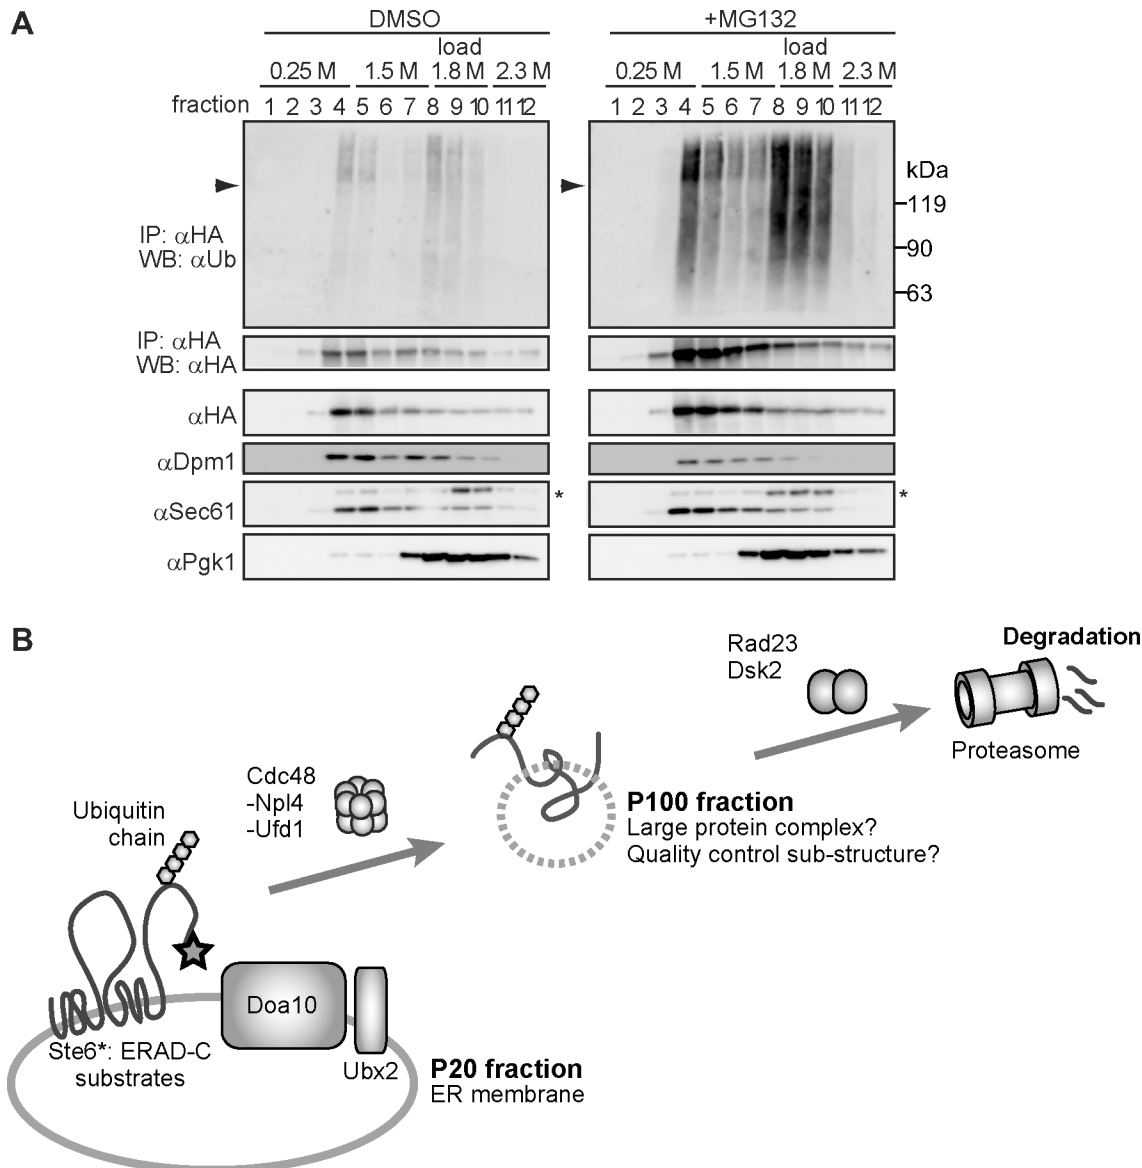 A
DMSO
+MG132
load
load
0.25 M 1.5 M 1.8 M 2.3 M
0.25 M 1.5 M 1.8 M 2.3 M
fraction 1 2 3 4 5 6 7 8 9 10 11 12
1 2 3 4 5 6 7 8 9 10 11 12
kDa
119
90
63
IP: αHA
WB: αUb
IP: αHA
WB: αHA
αHA
αDpm1
αSec61
*
*
αPgk1
B
Rad23
Dsk2
Degradation
Proteasome
Cdc48
-Npl4
-Ufd1
P100 fraction
Large protein complex?
Quality control sub-structure?
Ubiquitin
chain
Doa10
Ste6*: ERAD-C
substrates
Ubx2
P20 fraction
ER membrane